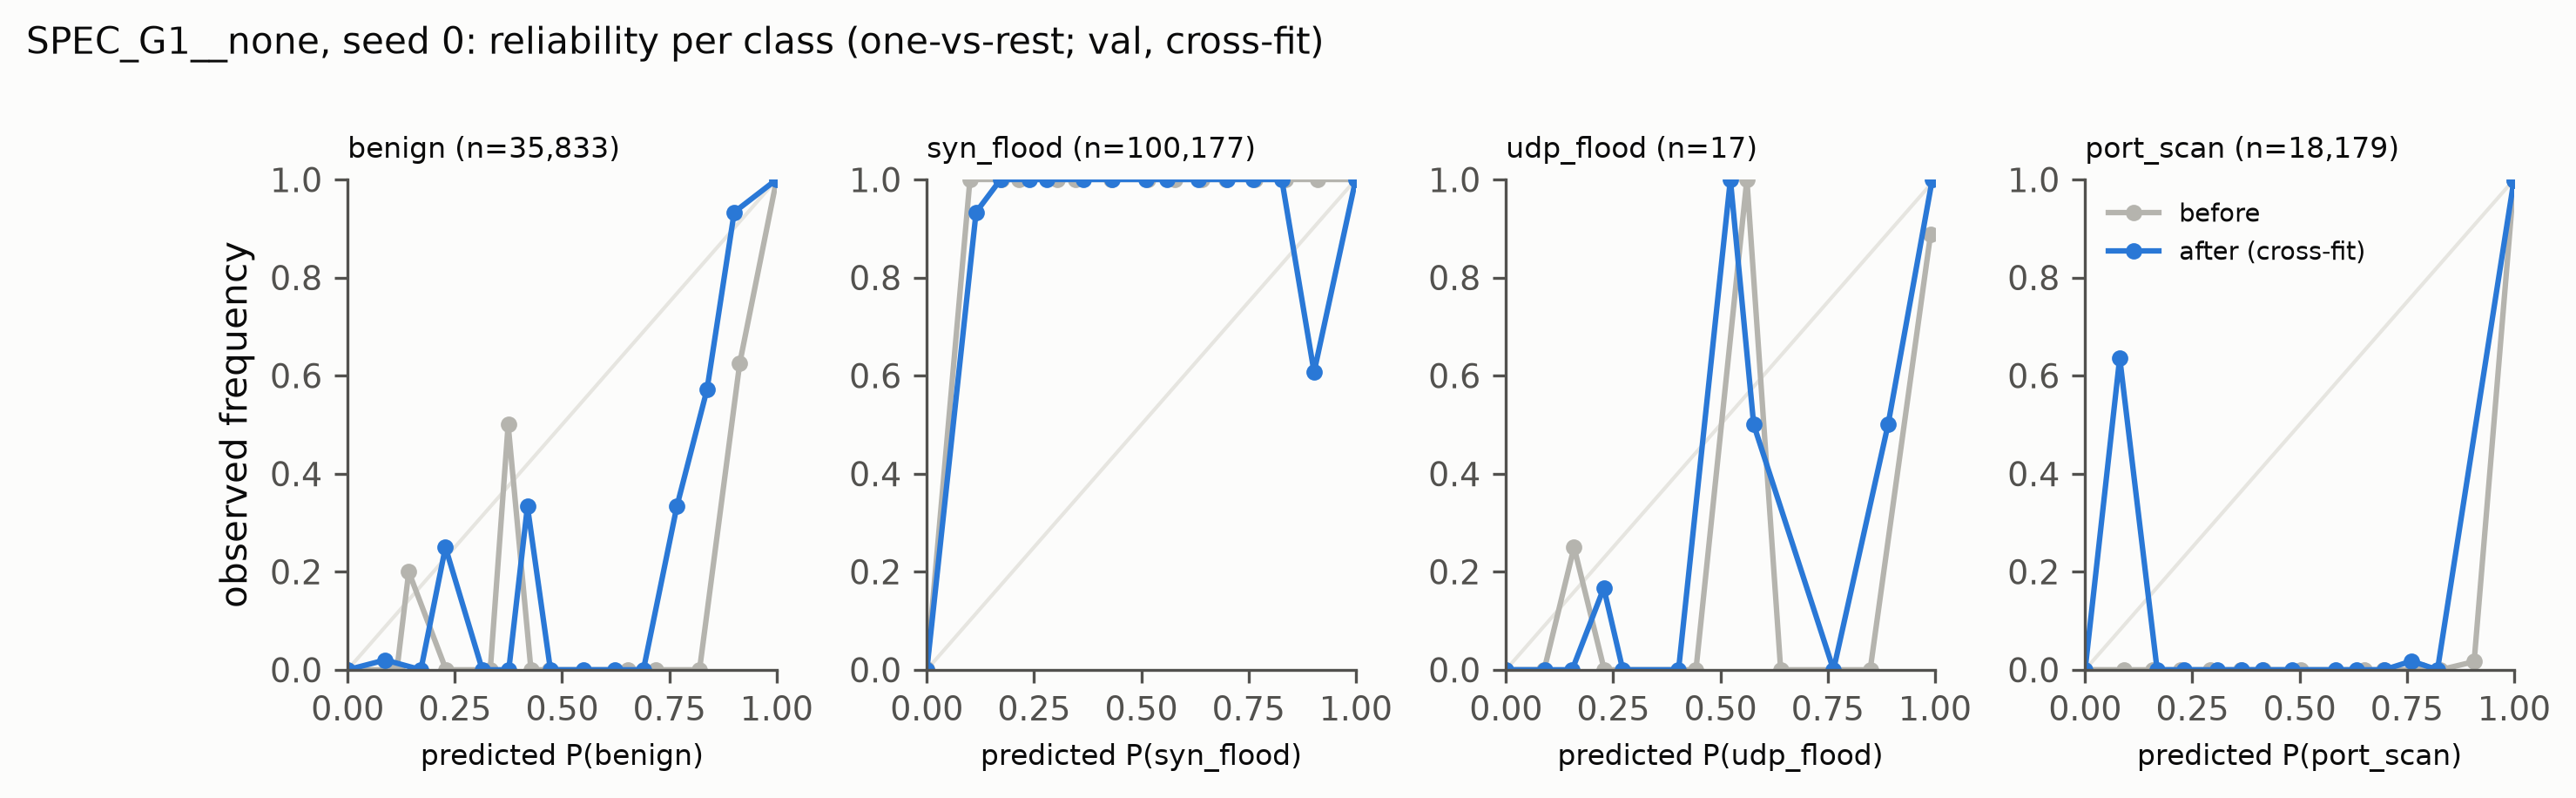 SPEC_G1__none, seed 0: reliability per class (one-vs-rest; val, cross-fit)
benign (n=35,833)
observed frequency
1.0
0.8
0.6
0.4
0.2
0.0
0.00 0.25 0.50 0.75 1.00
predicted P(benign)
syn_flood (n=100,177)
1.0
0.8
0.6
0.4
0.2
0.0
0.00 0.25 0.50 0.75 1.00
predicted P(syn_flood)
udp_flood (n=17)
1.0
0.8
0.6
0.4
0.2
0.0
0.00 0.25 0.50 0.75 1.00
predicted P(udp_flood)
port_scan (n=18,179)
1.0
0.8
0.6
0.4
0.2
0.0
before
after (cross-fit)
0.00 0.25 0.50 0.75 1.00
predicted P(port_scan)